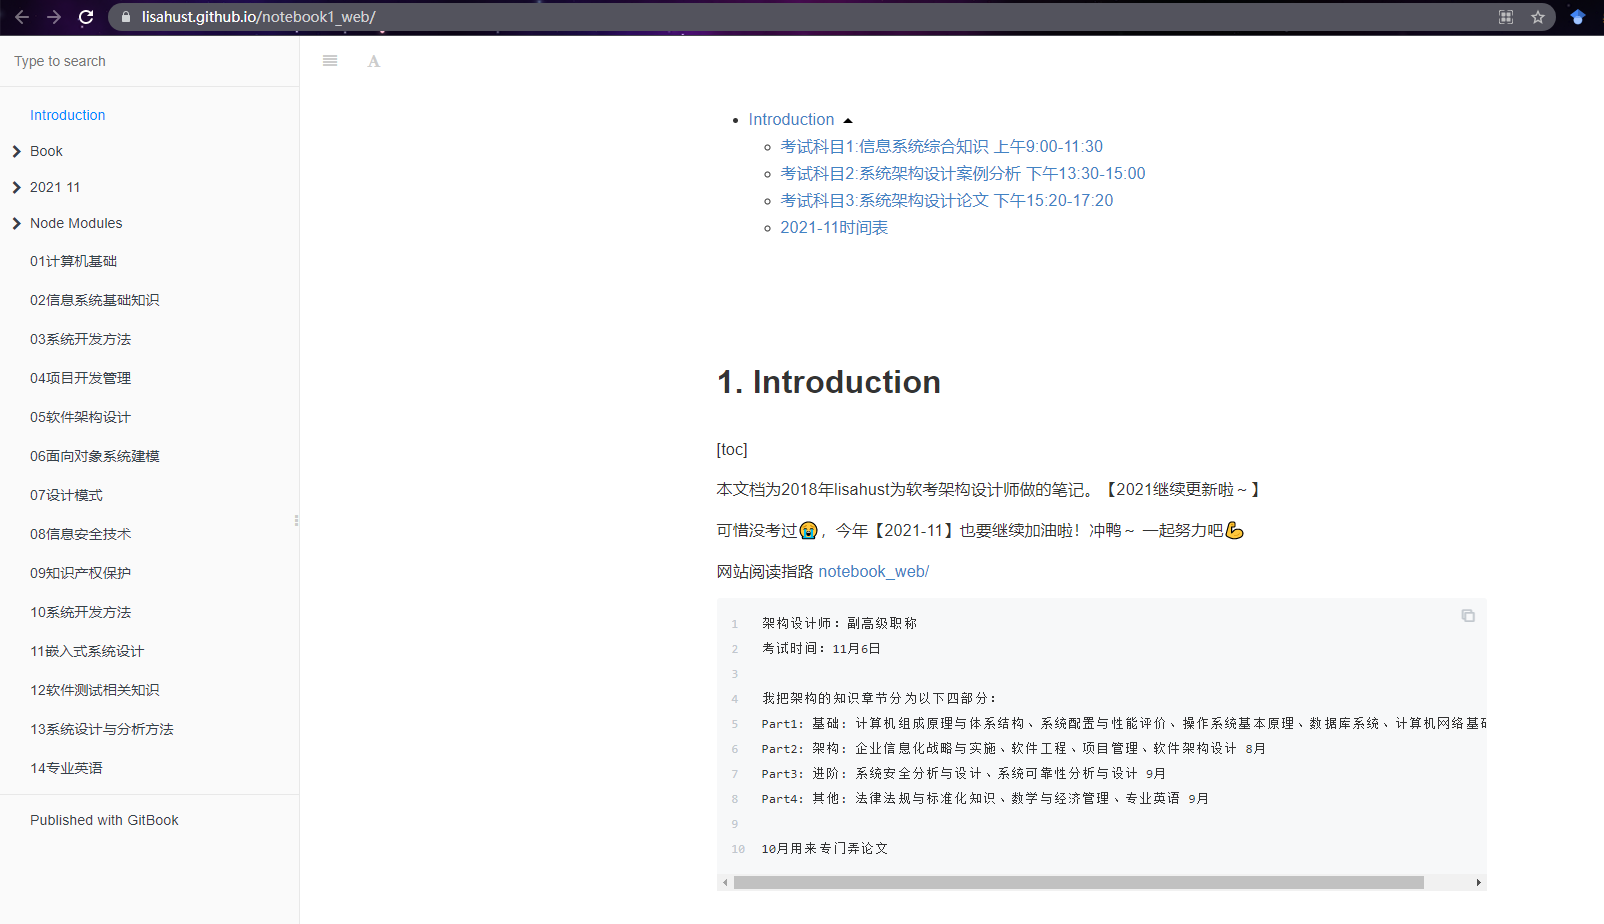 lisahust.github.io/notebook1_web/
Type to search
Introduction
Book
2021 11
Node Modules
01计算机基础
02信息系统基础知识
03系统开发方法
04项目开发管理
05软件架构设计
06面向对象系统建模
07设计模式
08信息安全技术
09知识产权保护
10系统开发方法
11嵌入式系统设计
12软件测试相关知识
13系统设计与分析方法
14专业英语
Published with GitBook
A
Introduction
考试科目1:信息系统综合知识 上午9:00-11:30
考试科目2:系统架构设计案例分析 下午13:30-15:00
考试科目3:系统架构设计论文 下午15:20-17:20
2021-11时间表
1. Introduction
[toc]
本文档为2018年lisahust为软考架构设计师做的笔记。【2021继续更新啦～】
可惜没考过😭，今年【2021-11】也要继续加油啦！冲鸭～ 一起努力吧💪
网站阅读指路 notebook_web/
1 架构设计师：副高级职称
2 考试时间：11月6日
3
4 我把架构的知识章节分为以下四部分：
5 Part1: 基础: 计算机组成原理与体系结构、系统配置与性能评价、操作系统基本原理、数据库系统、计算机网络基础
6 Part2: 架构: 企业信息化战略与实施、软件工程、项目管理、软件架构设计 8月
7 Part3: 进阶: 系统安全分析与设计、系统可靠性分析与设计 9月
8 Part4: 其他: 法律法规与标准化知识、数学与经济管理、专业英语 9月
9
10 10月用来专门弄论文